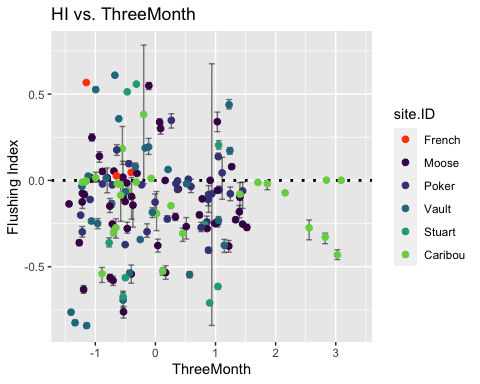 HI vs. ThreeMonth
Flushing Index
0.5
0.0
-0.5
-1
0
1
2
3
ThreeMonth
site.ID
French
Moose
Poker
Vault
Stuart
Caribou